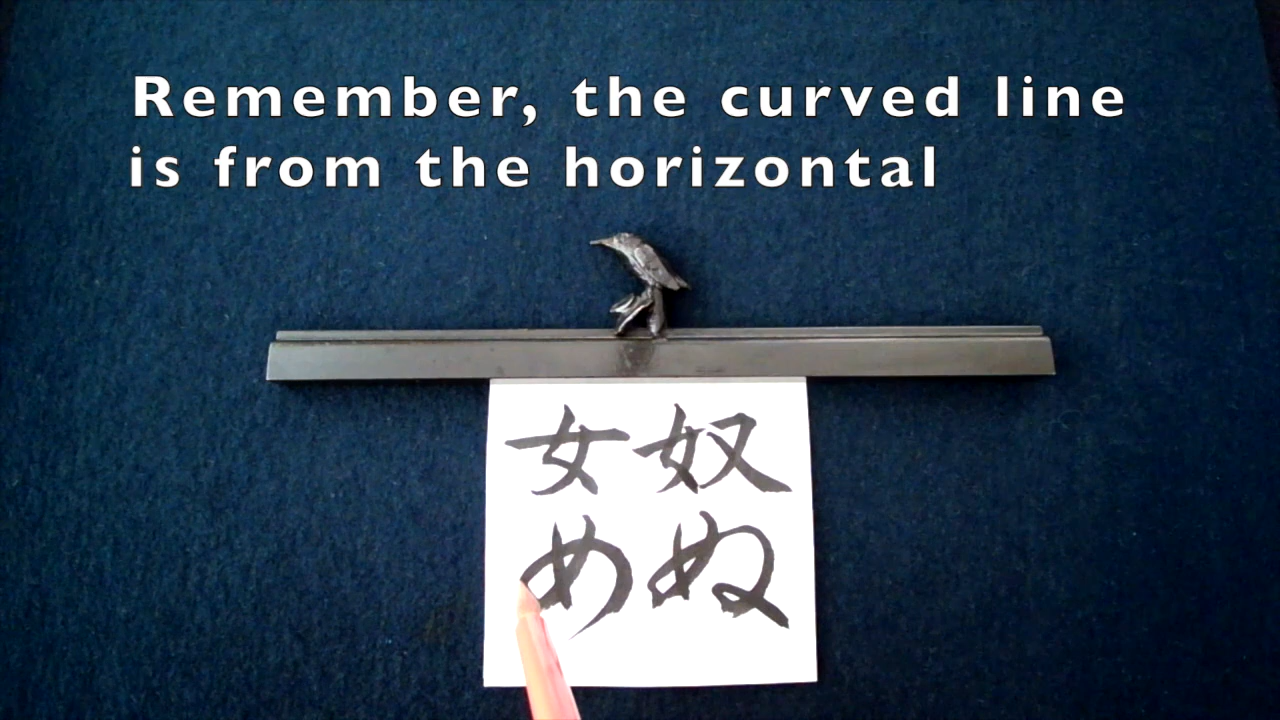 Remember, the curved line
is from the horizontal
女奴
めぬ